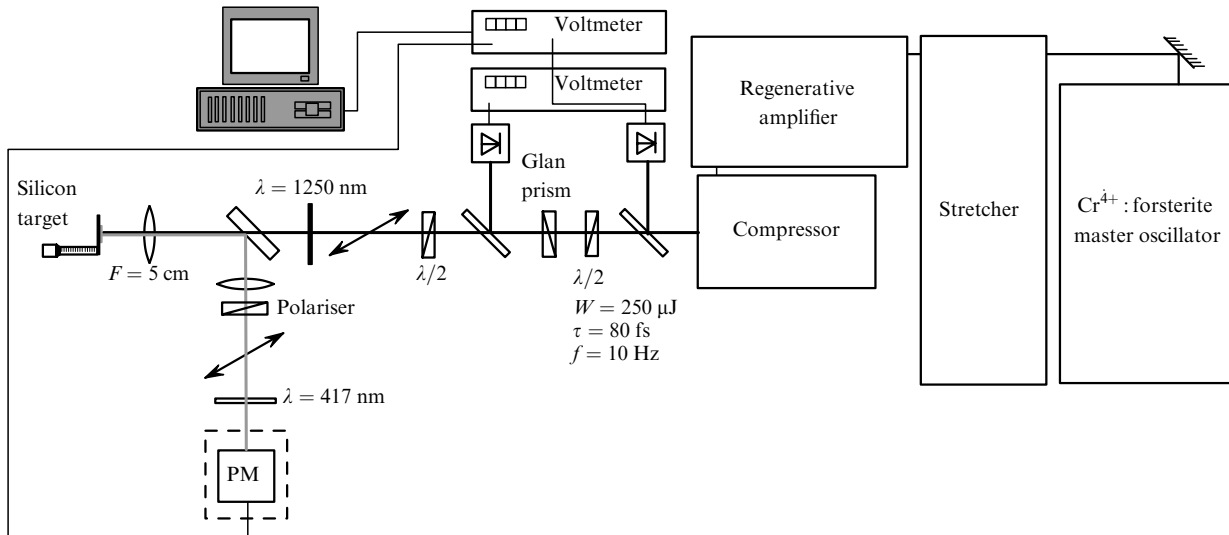 Voltmeter
Voltmeter
Regenerative
amplifier
Stretcher
Cr4+ : forsterite
master oscillator
Compressor
Glan
prism
λ = 1250 nm
Silicon
target
F = 5 cm
λ/2
λ/2
W = 250 μJ
τ = 80 fs
f = 10 Hz
Polariser
λ = 417 nm
PM